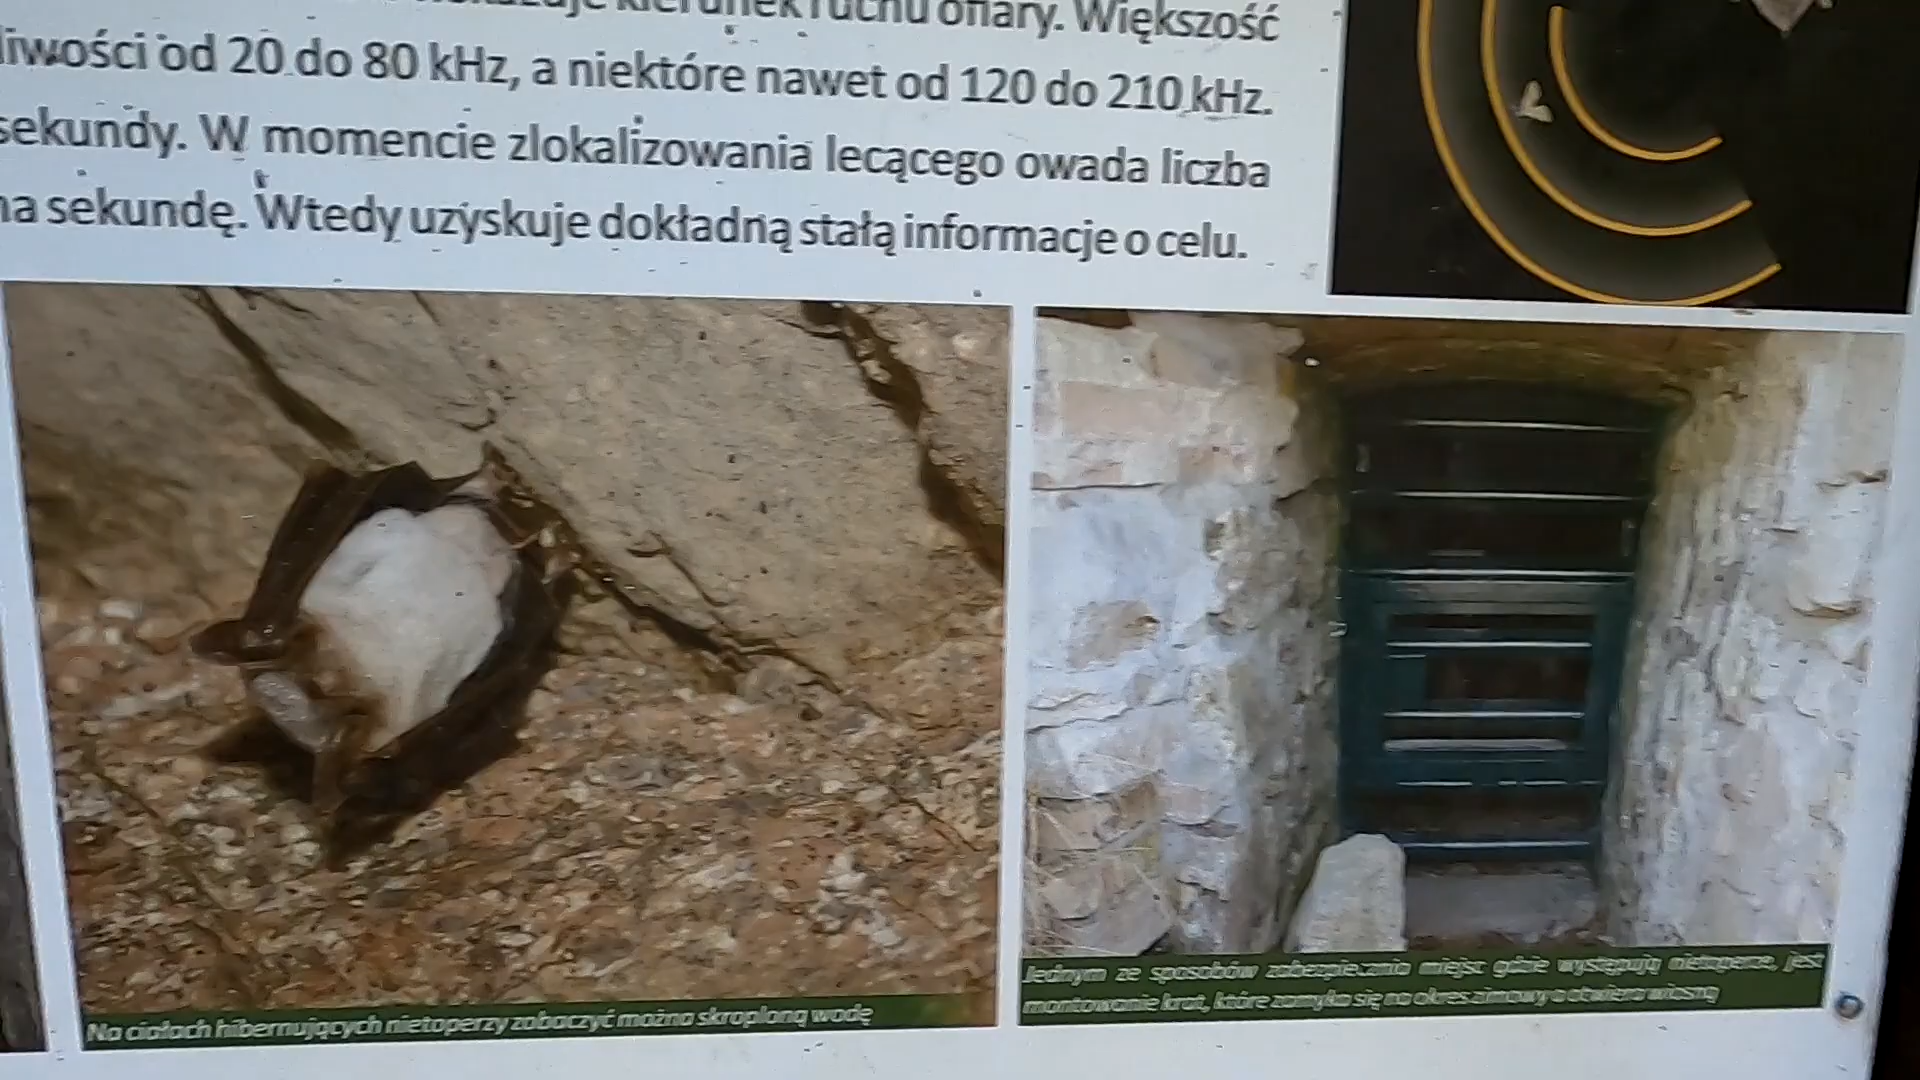 kierunek ruchu ofiary. Większość
liwości od 20 do 80 kHz, a niektóre nawet od 120 do 210 kHz.
sekundy. W momencie zlokalizowania lecącego owada liczba
na sekundę. Wtedy uzyskuje dokładną stałą informacje o celu.
Na ciałach hibernujących nietoperzy zobaczyć można skroploną wodę
Jednym ze sposobów zabezpieczania miejsc gdzie występują nietoperze, jest
montowanie krat, które zamyka się na okres zimowy a otwiera wiosną